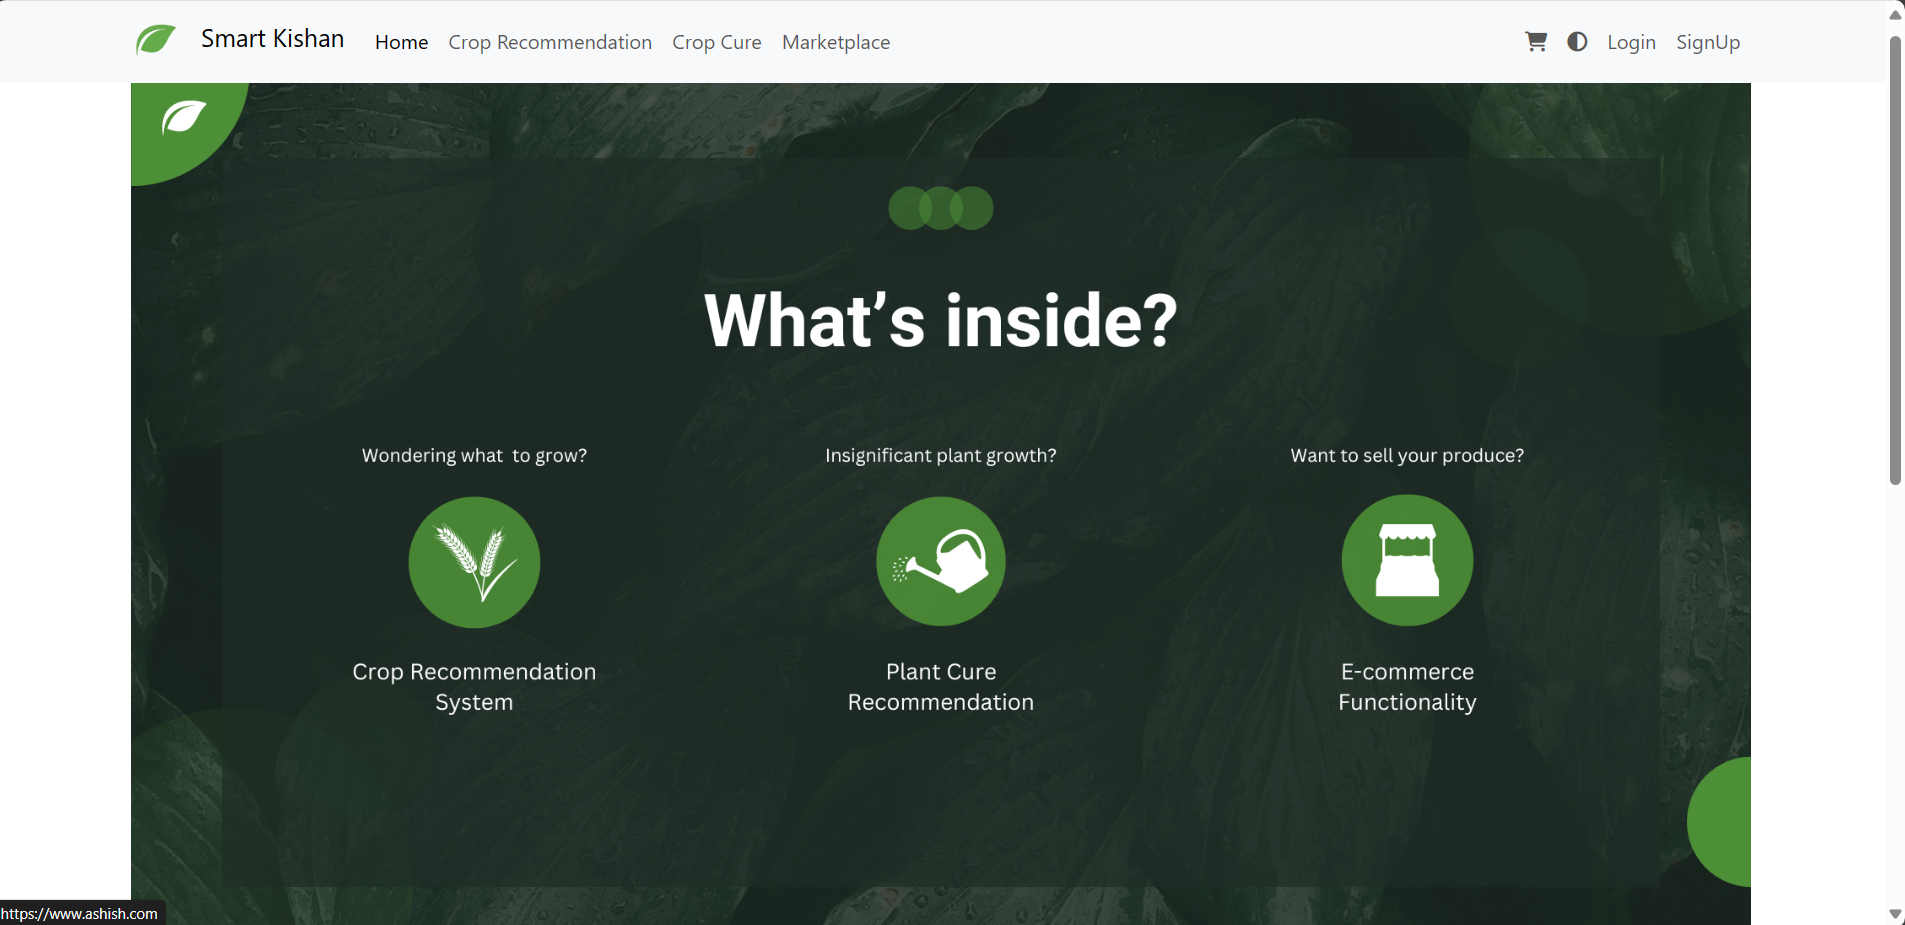 Smart Kishan
Home
Crop Recommendation
Crop Cure
Marketplace
Login
SignUp
What's inside?
Wondering what  to grow?
Insignificant plant growth?
Want to sell your produce?
Crop Recommendation
System
Plant Cure
Recommendation
E-commerce
Functionality
https://www.ashish.com